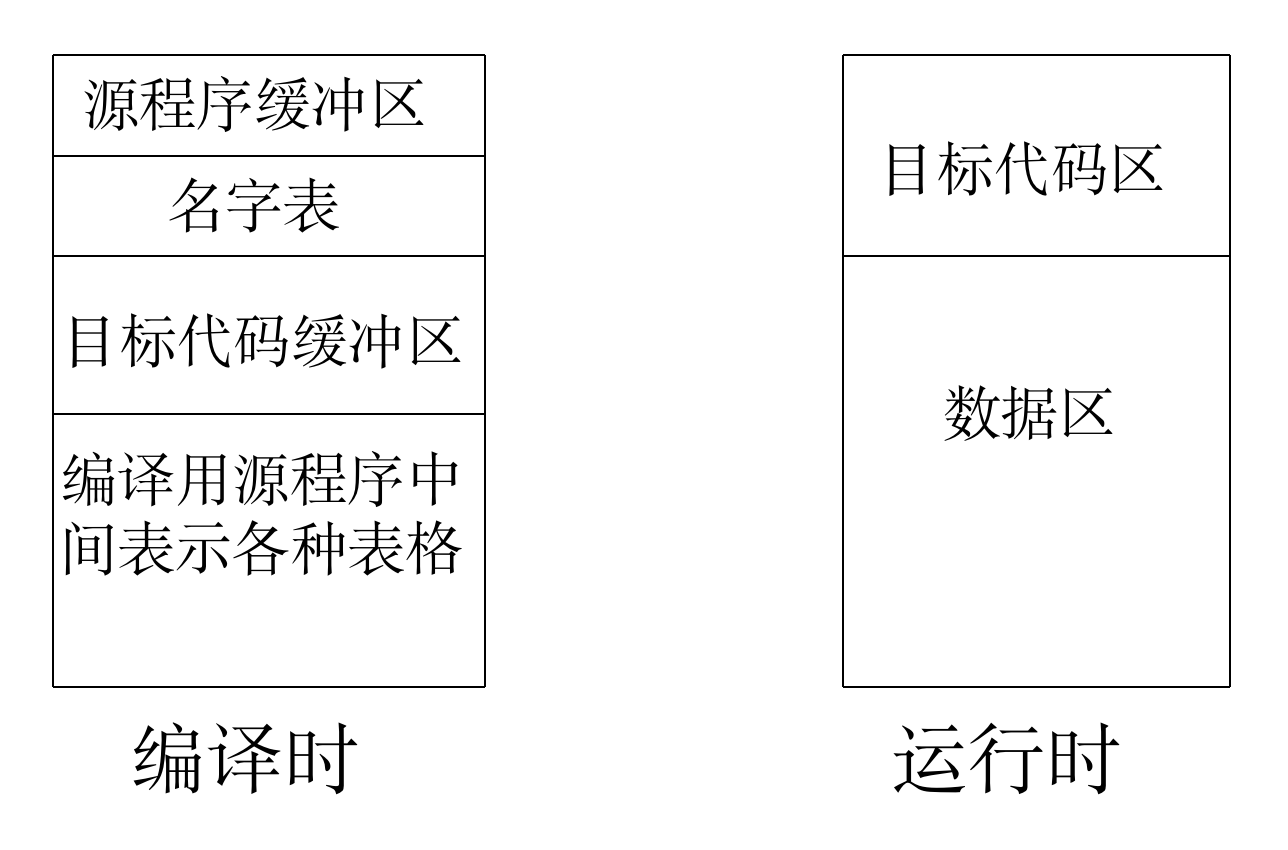 源程序缓冲区
名字表
目标代码缓冲区
编译用源程序中
间表示各种表格
编译时
目标代码区
数据区
运行时